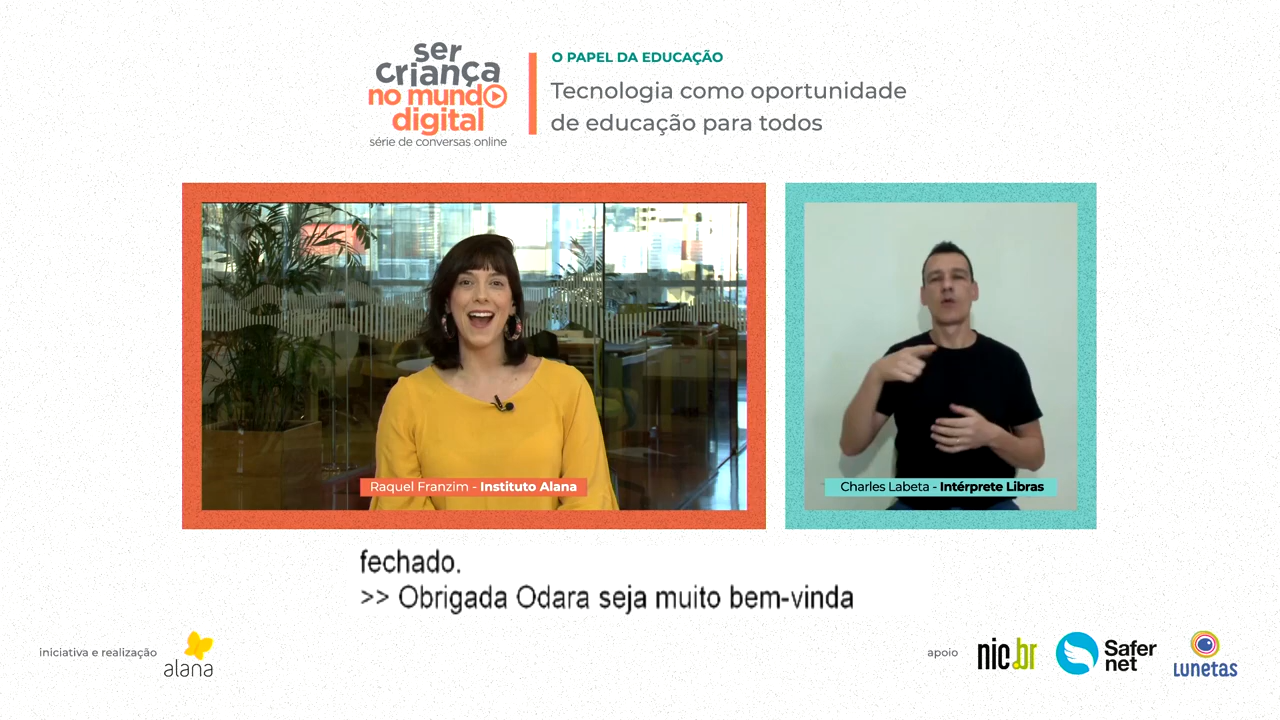 ser
criança
no mundo
digital
série de conversas online
O PAPEL DA EDUCAÇÃO
Tecnologia como oportunidade
de educação para todos
Raquel Franzim - Instituto Alana
Charles Labeta - Intérprete Libras
fechado.
>> Obrigada Odara seja muito bem-vinda
iniciativa e realização
alana
apoio
nic.br
Safer
net
LUNETAS